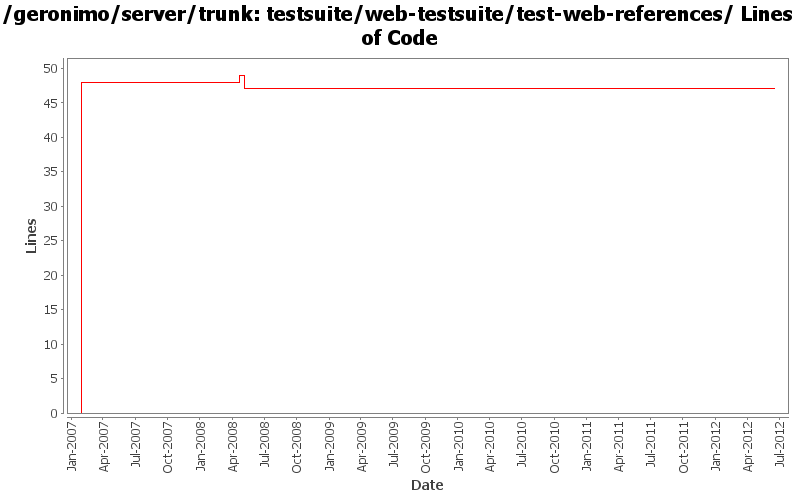 /geronimo/server/trunk: testsuite/web-testsuite/test-web-references/ Lines
of Code
50
45
40
35
30
25
20
15
10
5
0
Lines
Jan-2007
Apr-2007
Jul-2007
Oct-2007
Jan-2008
Apr-2008
Jul-2008
Oct-2008
Jan-2009
Apr-2009
Jul-2009
Oct-2009
Jan-2010
Apr-2010
Jul-2010
Oct-2010
Jan-2011
Apr-2011
Jul-2011
Oct-2011
Jan-2012
Apr-2012
Jul-2012
Date